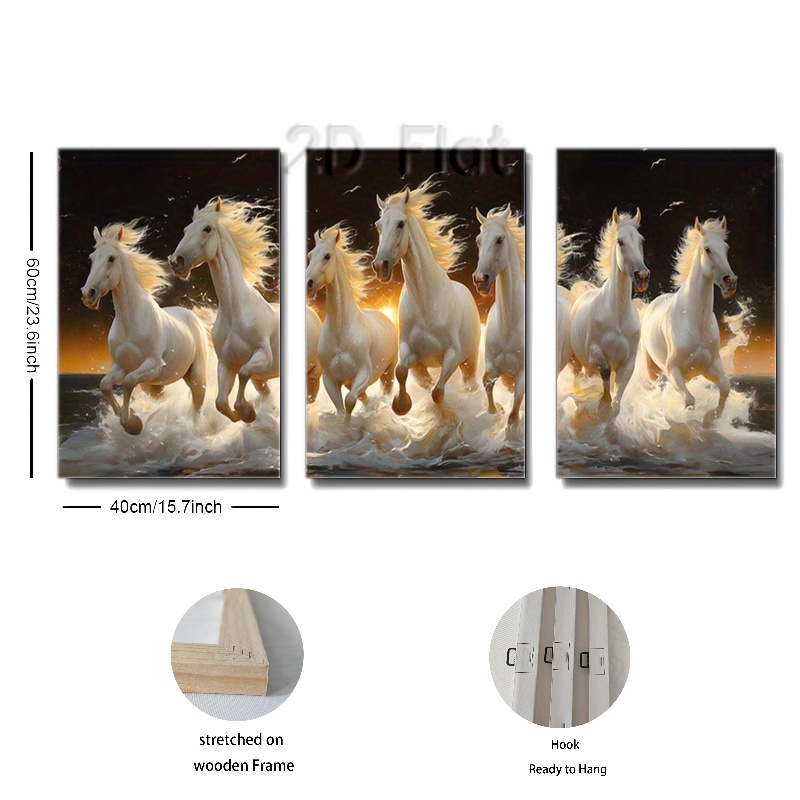 2D Flat
60cm/23.6inch
40cm/15.7inch
stretched on
wooden Frame
Hook
Ready to Hang